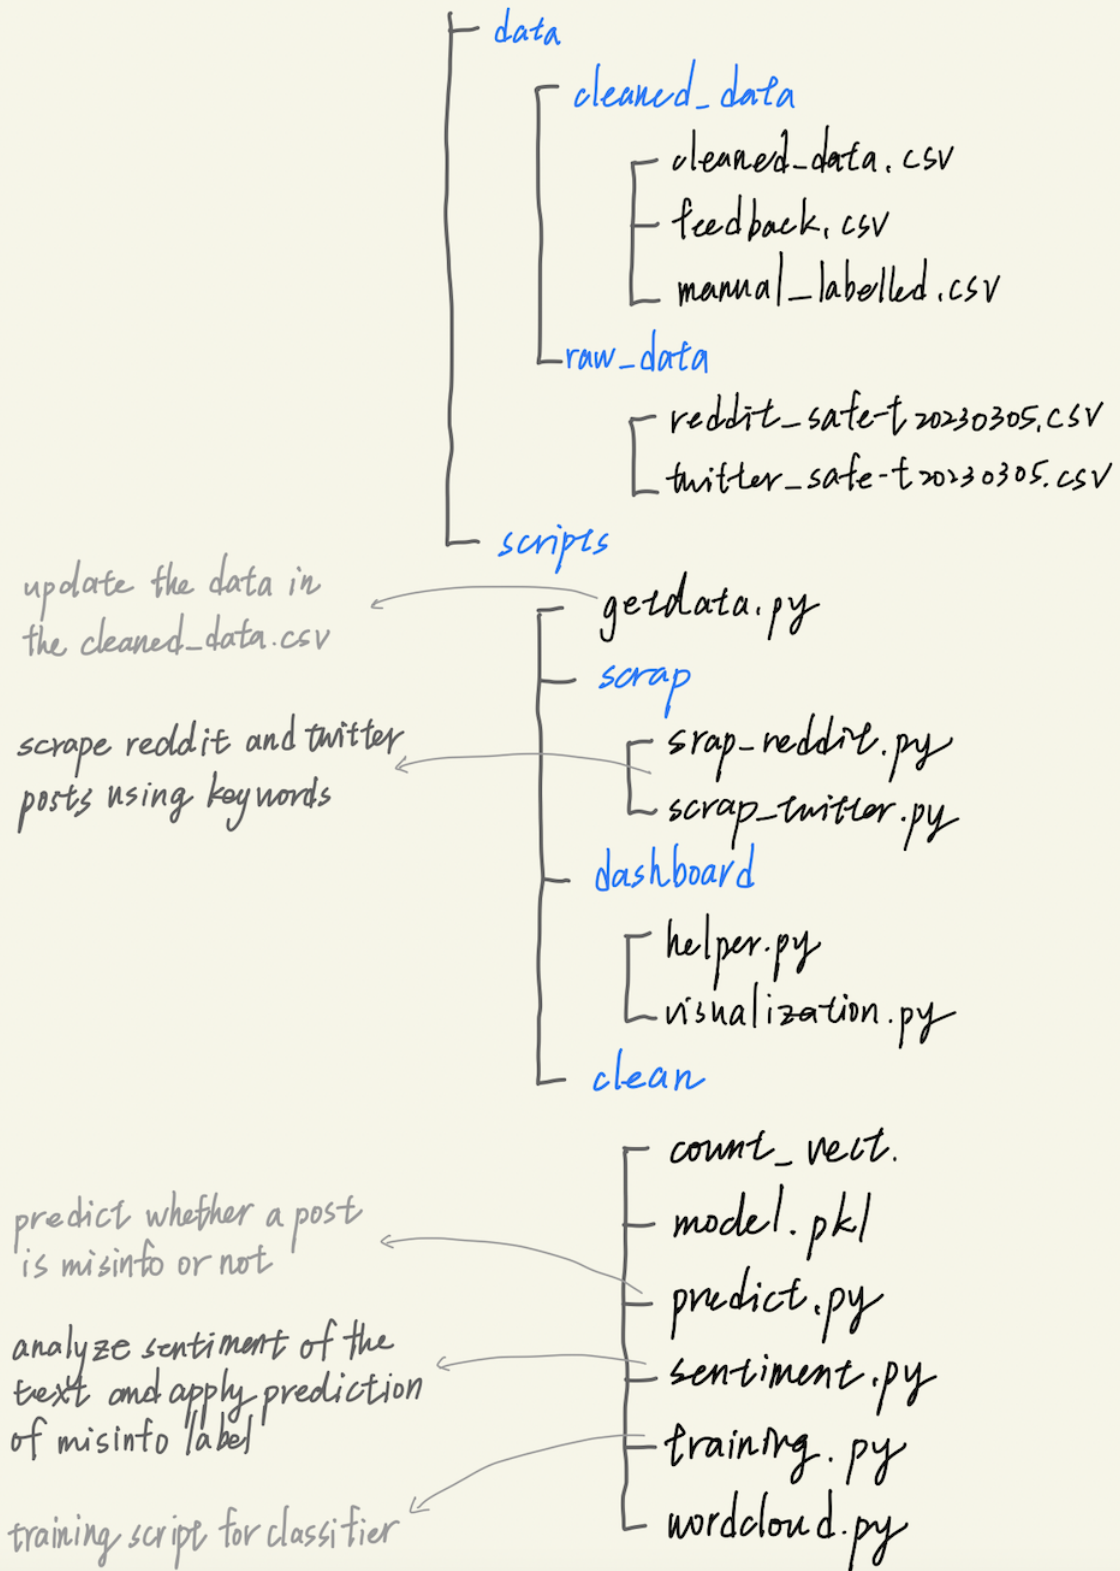 data
cleaned_data
cleaned_data.csv
feedback.csv
manual_labelled.csv
raw_data
reddit_safe-t20230305.csv
twitter_safe-t20230305.csv
scripts
update the data in
the cleaned_data.csv
getdata.py
scrap
scrape reddit and twitter
posts using keywords
srap_reddit.py
scrap_twitter.py
dashboard
helper.py
visualization.py
clean
count_vect.
model.pkl
predict whether a post
is misinfo or not
predict.py
analyze sentiment of the
text and apply prediction
of misinfo label
sentiment.py
training.py
training script for classifier
wordcloud.py